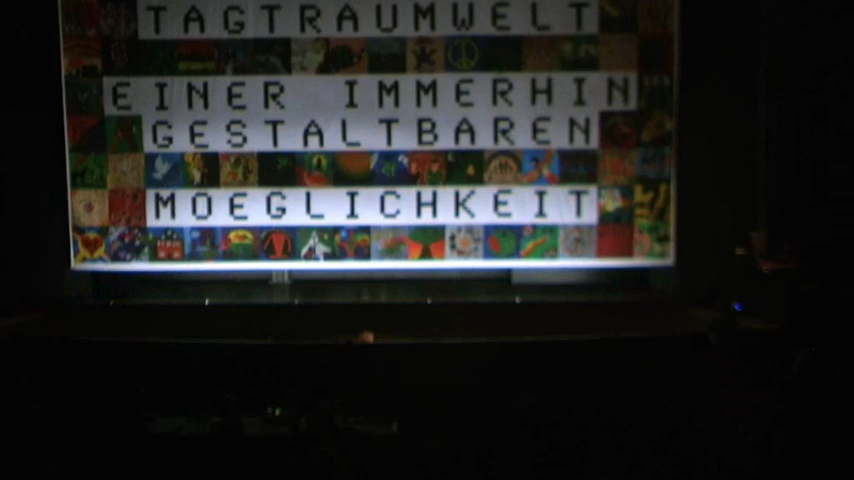 TAGTRAUMWELT
EINER IMMERHIN
GESTALTBAREN
MOEGLICHKEIT